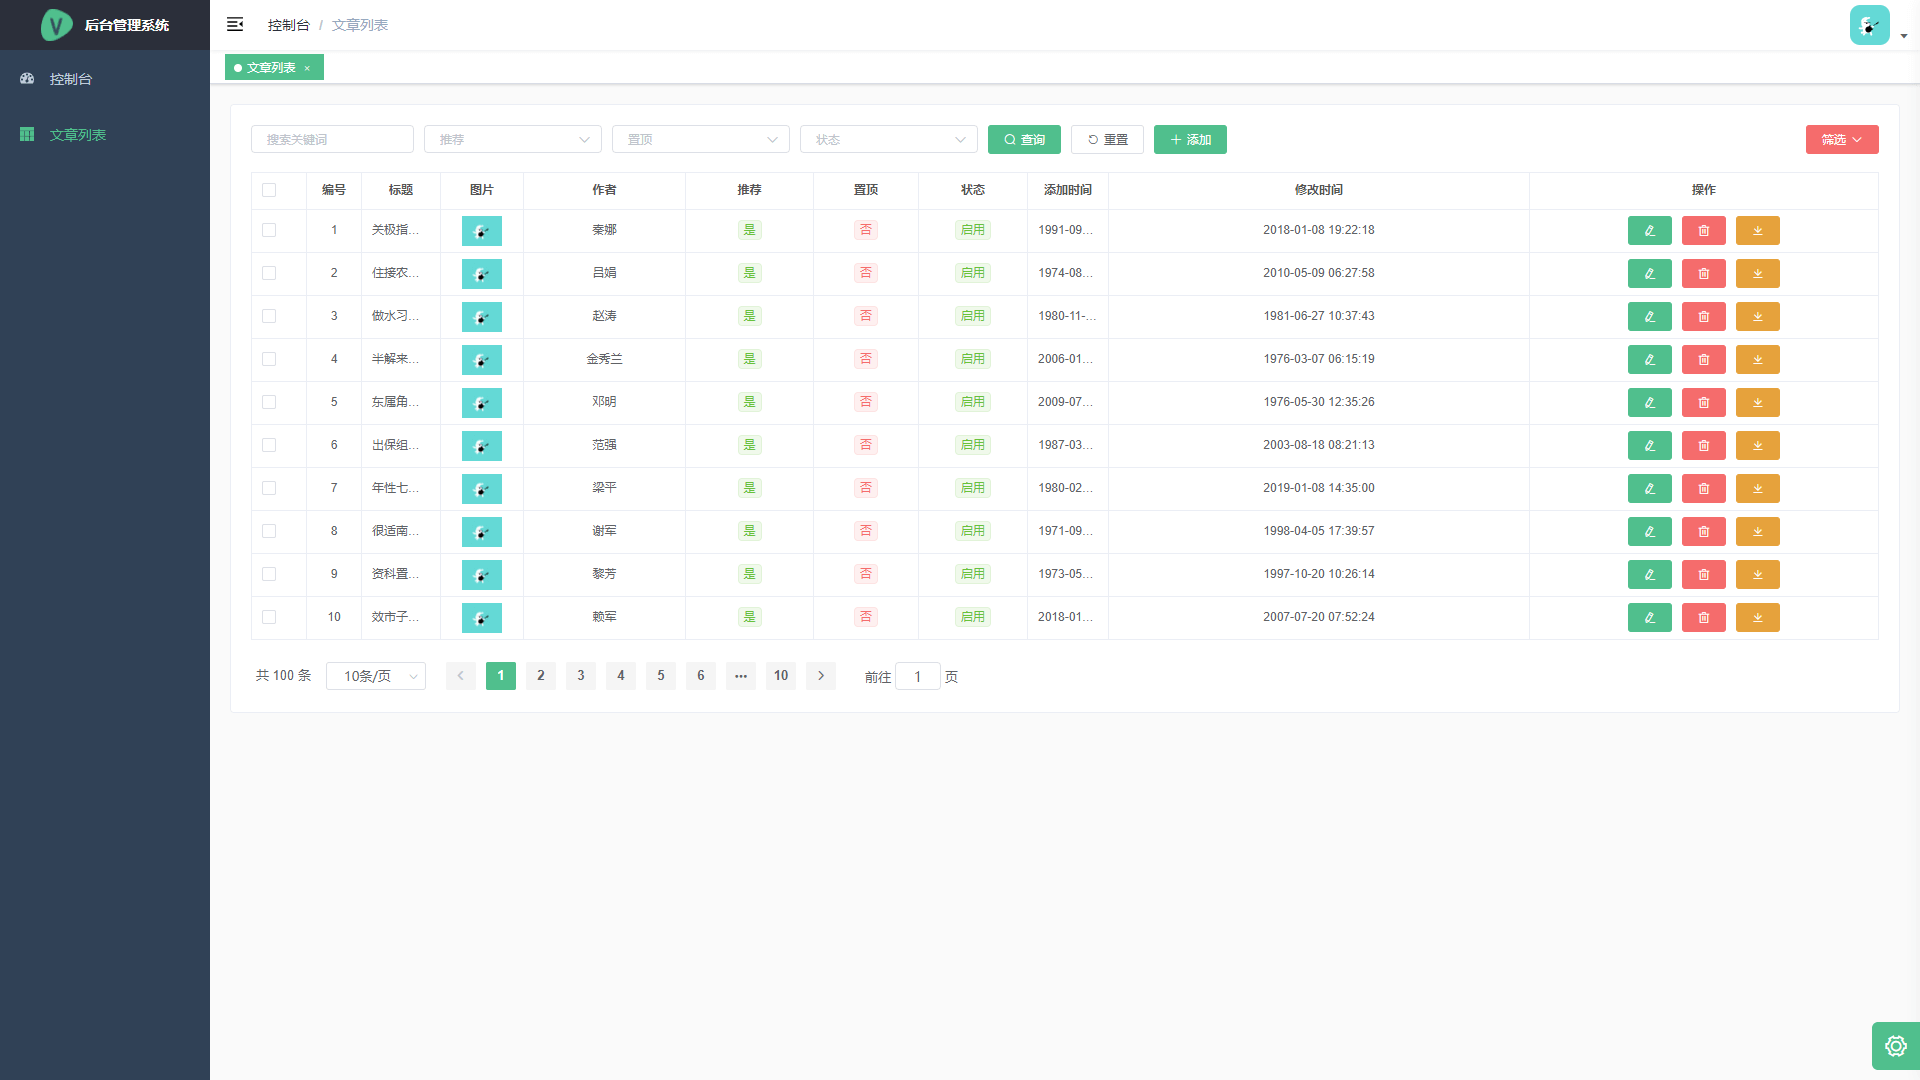 V 后台管理系统
控制台 / 文章列表
文章列表 ×
控制台
文章列表
搜索关键词 推荐 置顶 状态 查询 重置 添加 筛选
编号 标题 图片 作者 推荐 置顶 状态 添加时间 修改时间 操作
1 关极指... 秦娜 是 否 启用 1991-09... 2018-01-08 19:22:18
2 住接农... 吕娟 是 否 启用 1974-08... 2010-05-09 06:27:58
3 做水习... 赵涛 是 否 启用 1980-11-... 1981-06-27 10:37:43
4 半解来... 金秀兰 是 否 启用 2006-01... 1976-03-07 06:15:19
5 东属角... 邓明 是 否 启用 2009-07... 1976-05-30 12:35:26
6 出保组... 范强 是 否 启用 1987-03... 2003-08-18 08:21:13
7 年性七... 梁平 是 否 启用 1980-02... 2019-01-08 14:35:00
8 很适南... 谢军 是 否 启用 1971-09... 1998-04-05 17:39:57
9 资科置... 黎芳 是 否 启用 1973-05... 1997-10-20 10:26:14
10 效市子... 赖军 是 否 启用 2018-01... 2007-07-20 07:52:24
共 100 条 10条/页 1 2 3 4 5 6 ••• 10 前往 1 页